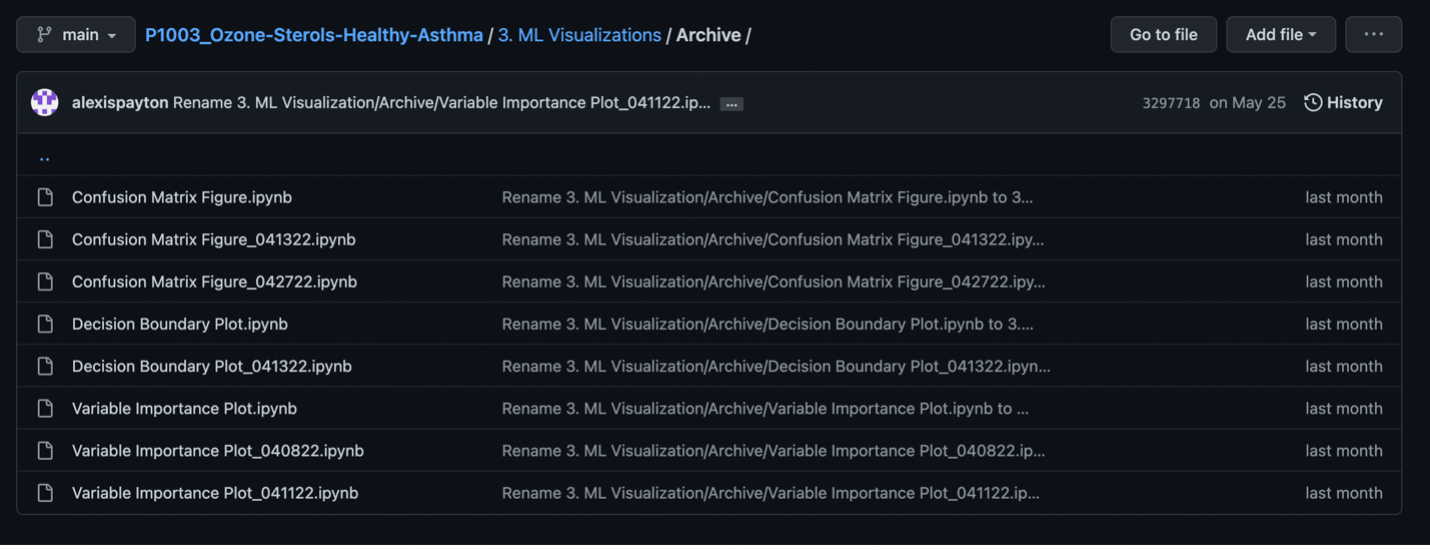 main P1003_Ozone-Sterols-Healthy-Asthma / 3. ML Visualizations / Archive / Go to file Add file ...
alexispayton Rename 3. ML Visualization/Archive/Variable Importance Plot_041122.ip... ... 3297718 on May 25 History
..
Confusion Matrix Figure.ipynb Rename 3. ML Visualization/Archive/Confusion Matrix Figure.ipynb to 3... last month
Confusion Matrix Figure_041322.ipynb Rename 3. ML Visualization/Archive/Confusion Matrix Figure_041322.ipy... last month
Confusion Matrix Figure_042722.ipynb Rename 3. ML Visualization/Archive/Confusion Matrix Figure_042722.ipy... last month
Decision Boundary Plot.ipynb Rename 3. ML Visualization/Archive/Decision Boundary Plot.ipynb to 3.... last month
Decision Boundary Plot_041322.ipynb Rename 3. ML Visualization/Archive/Decision Boundary Plot_041322.ipyn... last month
Variable Importance Plot.ipynb Rename 3. ML Visualization/Archive/Variable Importance Plot.ipynb to ... last month
Variable Importance Plot_040822.ipynb Rename 3. ML Visualization/Archive/Variable Importance Plot_040822.ip... last month
Variable Importance Plot_041122.ipynb Rename 3. ML Visualization/Archive/Variable Importance Plot_041122.ip... last month